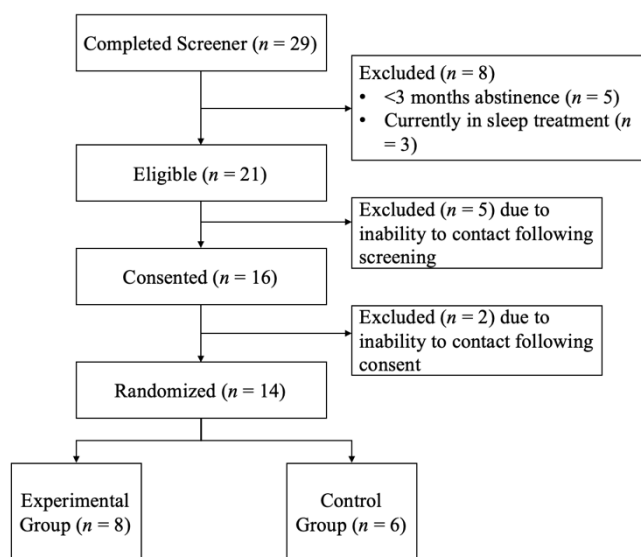 Completed Screener (n = 29)
Excluded (n = 8)
• <3 months abstinence (n = 5)
• Currently in sleep treatment (n
= 3)
Eligible (n = 21)
Excluded (n = 5) due to
inability to contact following
screening
Consented (n = 16)
Excluded (n = 2) due to
inability to contact following
consent
Randomized (n = 14)
Experimental
Group (n = 8)
Control
Group (n = 6)